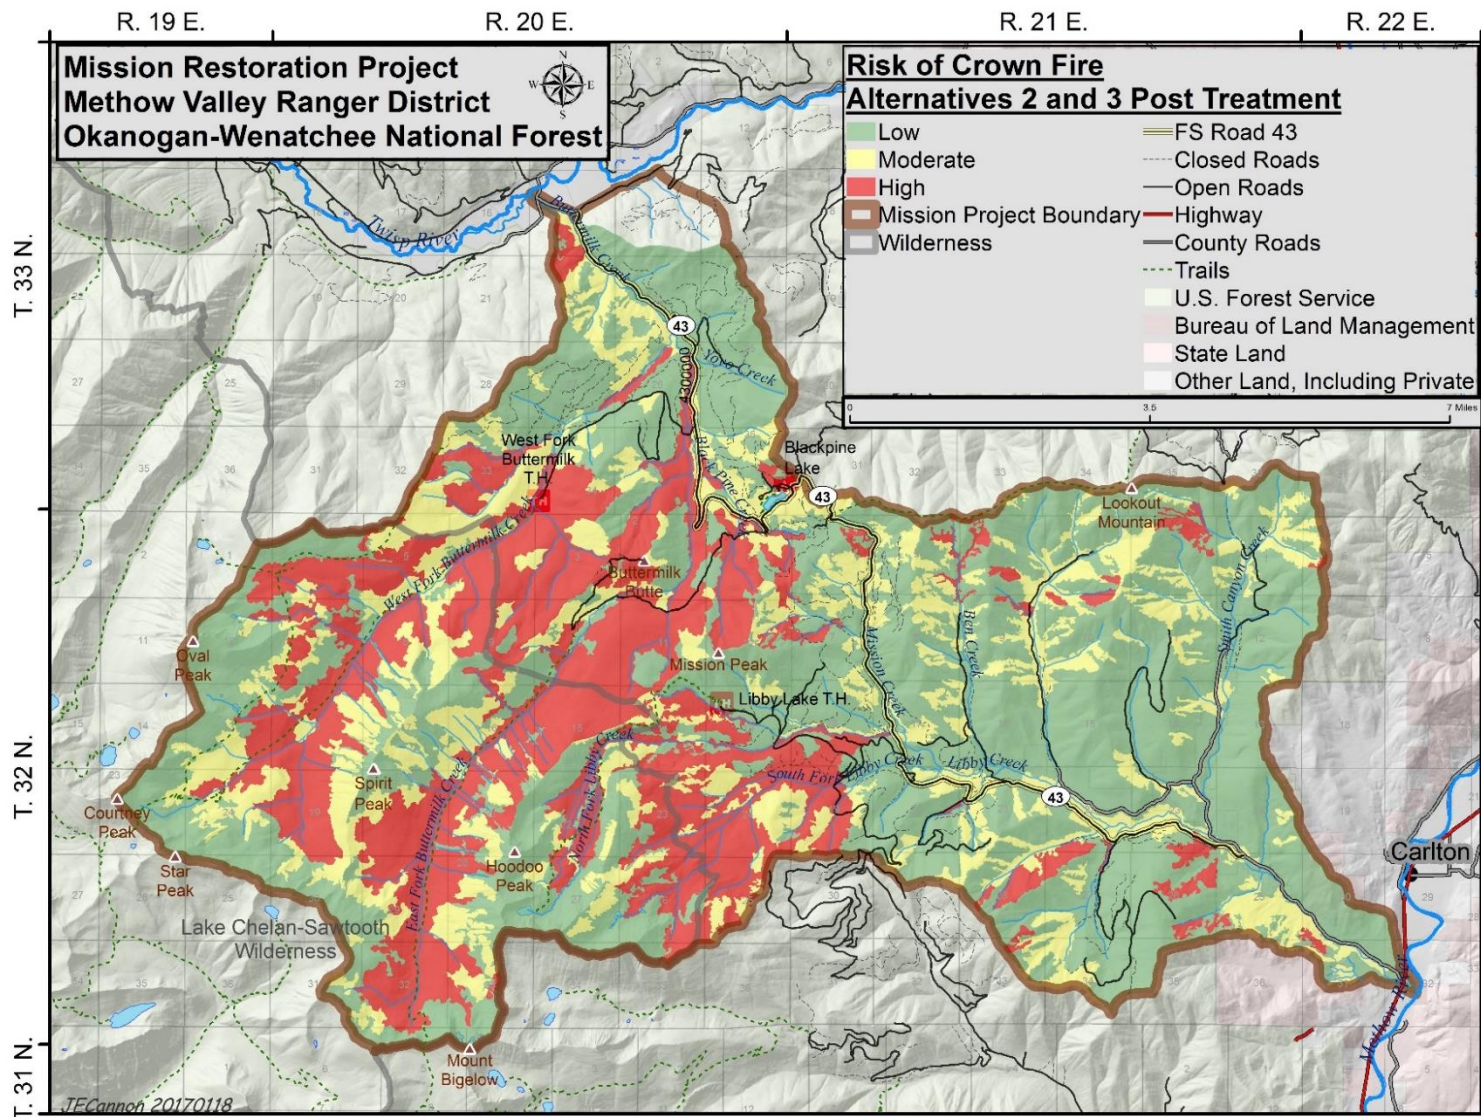 R. 19 E.
R. 20 E.
R. 21 E.
R. 22 E.
Mission Restoration Project
Methow Valley Ranger District
Okanogan-Wenatchee National Forest
N
W
E
S
Risk of Crown Fire
Alternatives 2 and 3 Post Treatment
Low
Moderate
High
Mission Project Boundary
Wilderness
FS Road 43
Closed Roads
Open Roads
Highway
County Roads
Trails
U.S. Forest Service
Bureau of Land Management
State Land
Other Land, Including Private
0
3.5
7 Miles
T. 33 N.
T. 32 N.
T. 31 N.
Twisp River
Buttermilk Creek
43
4300000
Black Pine
West Fork
Buttermilk
T.H.
Blackpine
Lake
43
Lookout
Mountain
West Fork Buttermilk Creek
Buttermilk
Butte
Oval
Peak
Mission Peak
Libby Lake T.H.
Mission Creek
Ben Creek
Smith Canyon Creek
Spirit
Peak
Courtney
Peak
Star
Peak
Hoodoo
Peak
East Fork Buttermilk Creek
North Fork Libby Creek
South Fork Libby Creek
Libby Creek
43
Carlton
Methow River
Lake Chelan-Sawtooth
Wilderness
Mount
Bigelow
JECannon 20170118